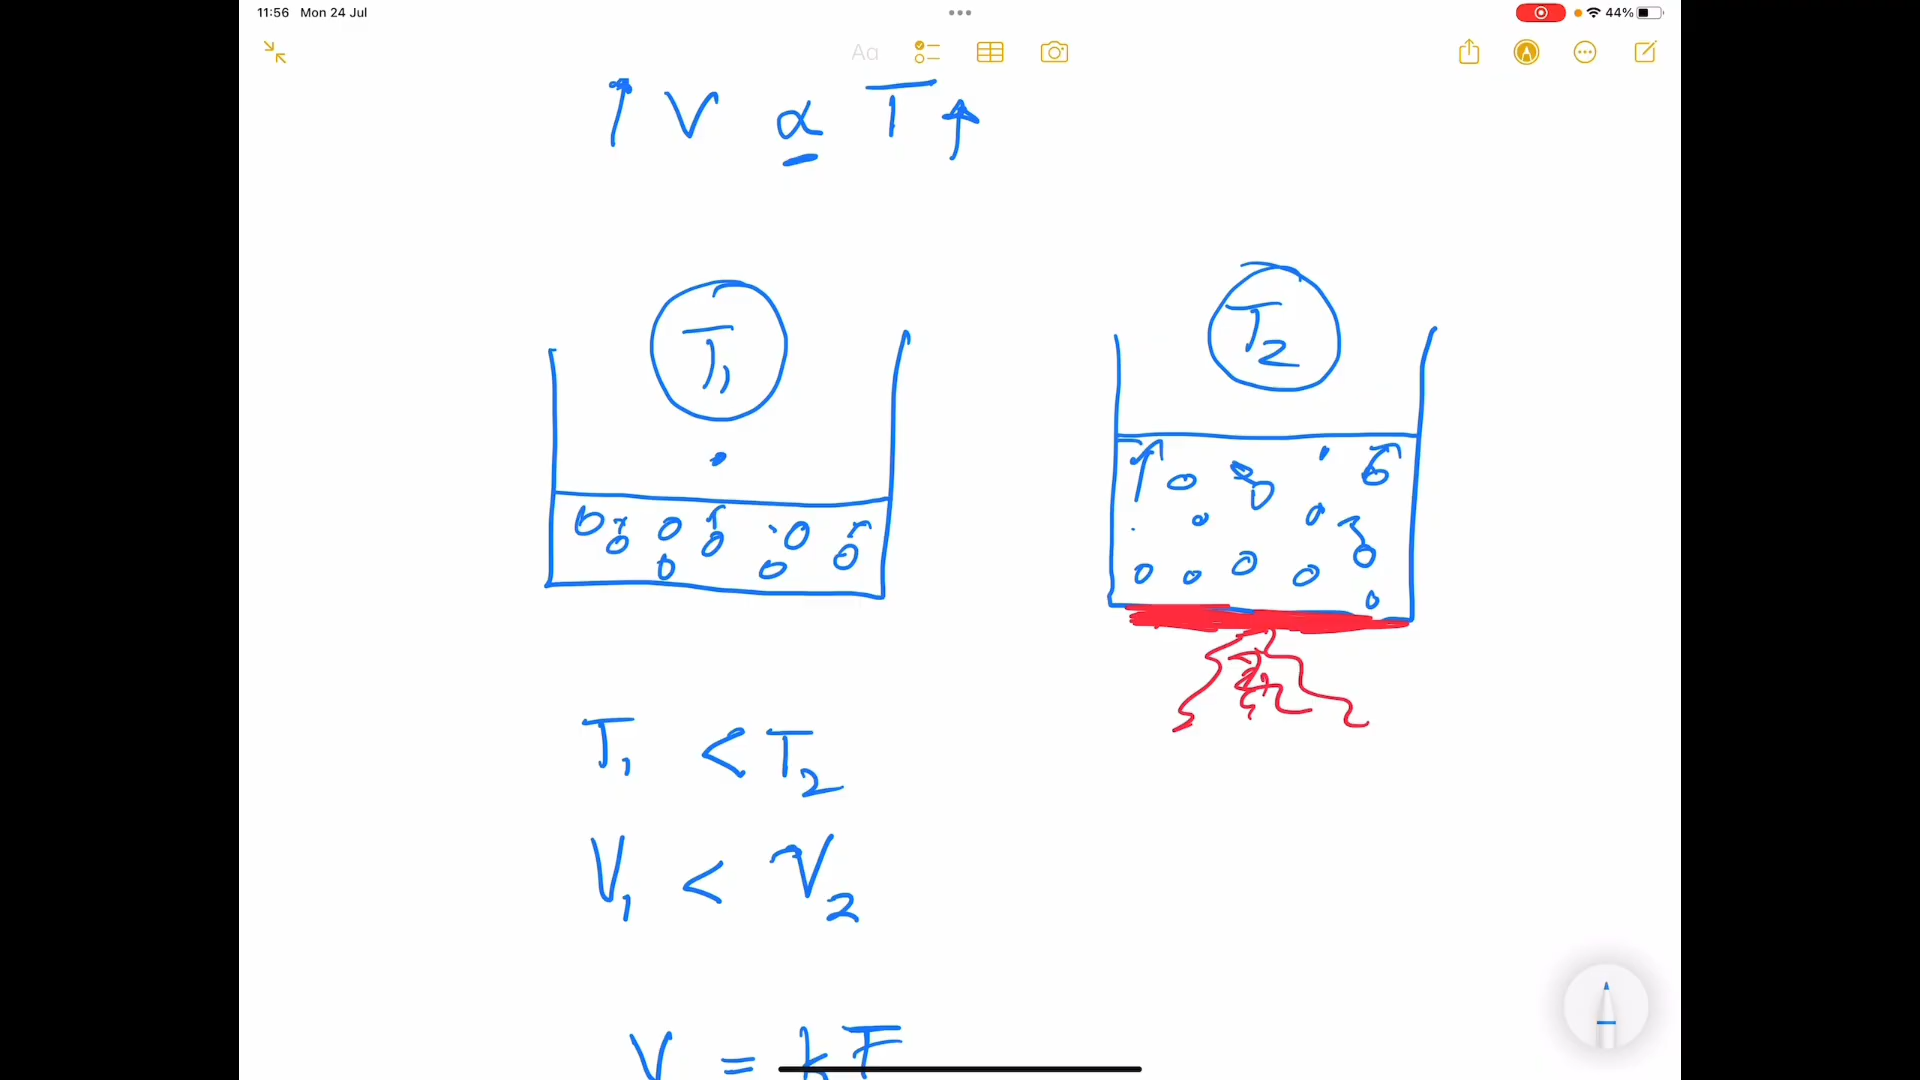 11:56 Mon 24 Jul
44%
Aa
↑ V α T ↑
T₁
T₂
T₁ < T₂
V₁ < V₂
V = kT